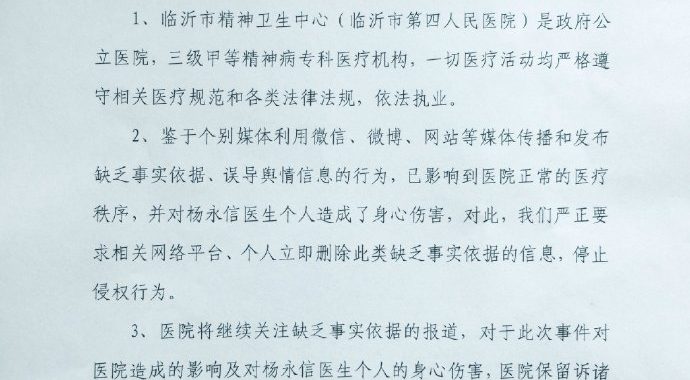 1、临沂市精神卫生中心（临沂市第四人民医院）是政府公
立医院，三级甲等精神病专科医疗机构，一切医疗活动均严格遵
守相关医疗规范和各类法律法规，依法执业。
2、鉴于个别媒体利用微信、微博、网站等媒体传播和发布
缺乏事实依据、误导舆情信息的行为，已影响到医院正常的医疗
秩序，并对杨永信医生个人造成了身心伤害，对此，我们严正要
求相关网络平台、个人立即删除此类缺乏事实依据的信息，停止
侵权行为。
3、医院将继续关注缺乏事实依据的报道，对于此次事件对
医院造成的影响及对杨永信医生个人的身心伤害，医院保留诉诸